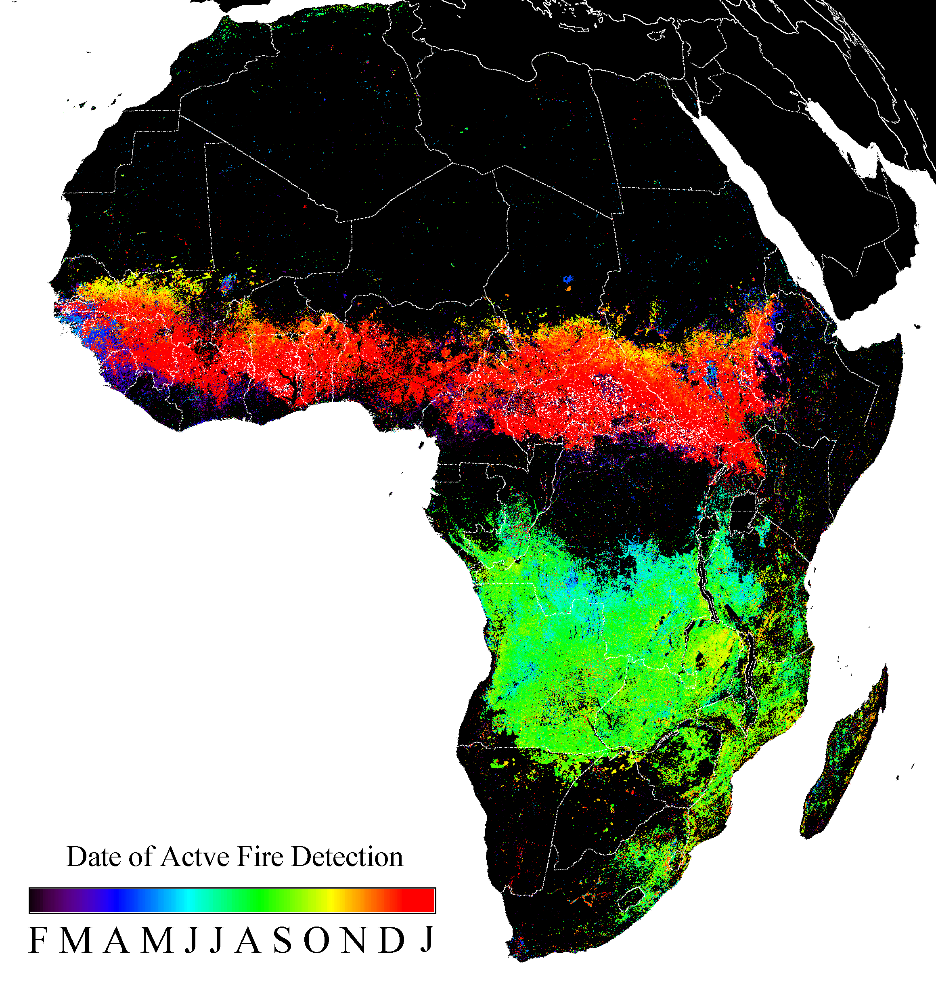 Date of Actve Fire Detection
F M A M J J A S O N D J